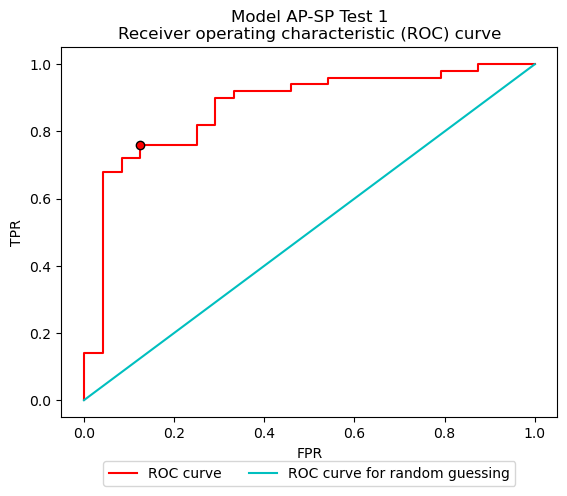 Model AP-SP Test 1
Receiver operating characteristic (ROC) curve
TPR
1.0
0.8
0.6
0.4
0.2
0.0
0.0 0.2 0.4 0.6 0.8 1.0
FPR
ROC curve ROC curve for random guessing